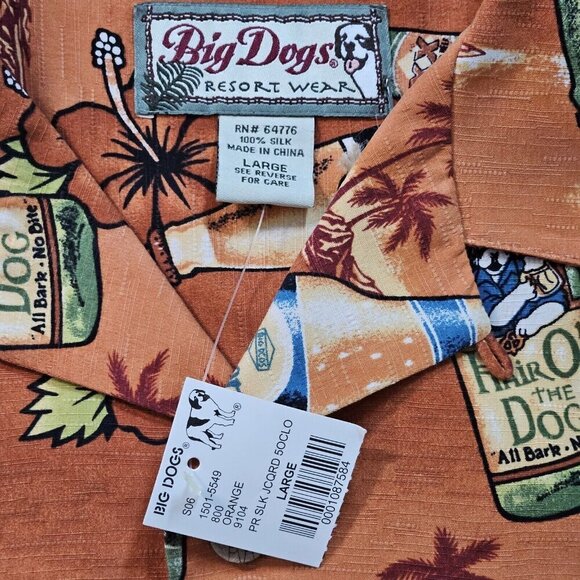 Big Dogs®
RESORT WEAR
RN# 64776
100% SILK
MADE IN CHINA
LARGE
SEE REVERSE
FOR CARE
DOG
"All Bark · No Bite"
Hair Of
THE
DOG
"All Bark · No
BIG DOGS®
S06
1501-5549
800
ORANGE
9104
PR SLK JCQRD 5OCLO
LARGE
0001087584